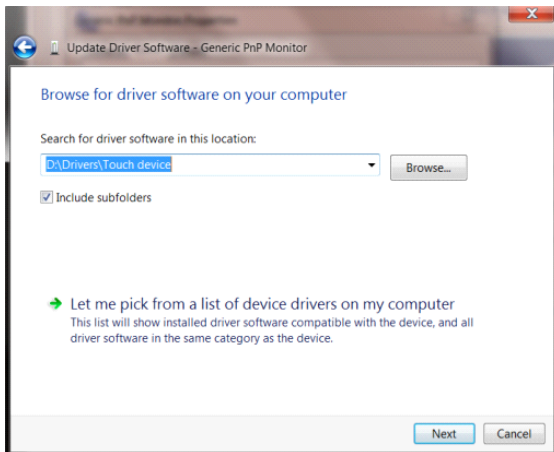 Update Driver Software - Generic PnP Monitor
Browse for driver software on your computer
Search for driver software in this location:
D:\Drivers\Touch device
Browse...
Include subfolders
Let me pick from a list of device drivers on my computer
This list will show installed driver software compatible with the device, and all
driver software in the same category as the device.
Next
Cancel